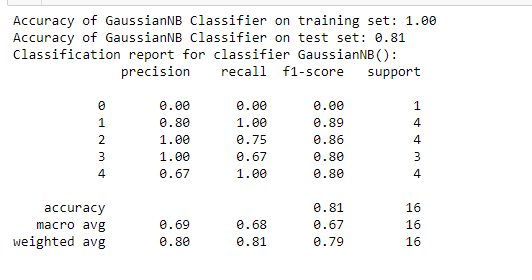 Accuracy of GaussianNB Classifier on training set: 1.00
Accuracy of GaussianNB Classifier on test set: 0.81
Classification report for classifier GaussianNB():
precision recall f1-score support
0 0.00 0.00 0.00 1
1 0.80 1.00 0.89 4
2 1.00 0.75 0.86 4
3 1.00 0.67 0.80 3
4 0.67 1.00 0.80 4
accuracy 0.81 16
macro avg 0.69 0.68 0.67 16
weighted avg 0.80 0.81 0.79 16